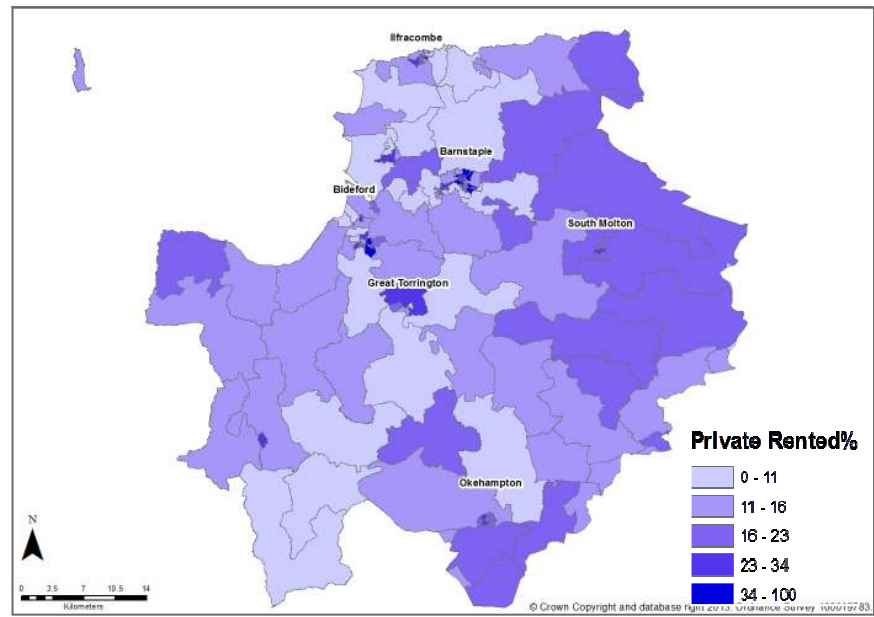 Ilfracombe
Barnstaple
Bideford
South Molton
Great Torrington
Okehampton
Private Rented%
0 - 11
11 - 16
16 - 23
23 - 34
34 - 100
N
0 3.5 7 10.5 14
Kilometers
© Crown Copyright and database right 2013. Ordnance Survey 100019783.